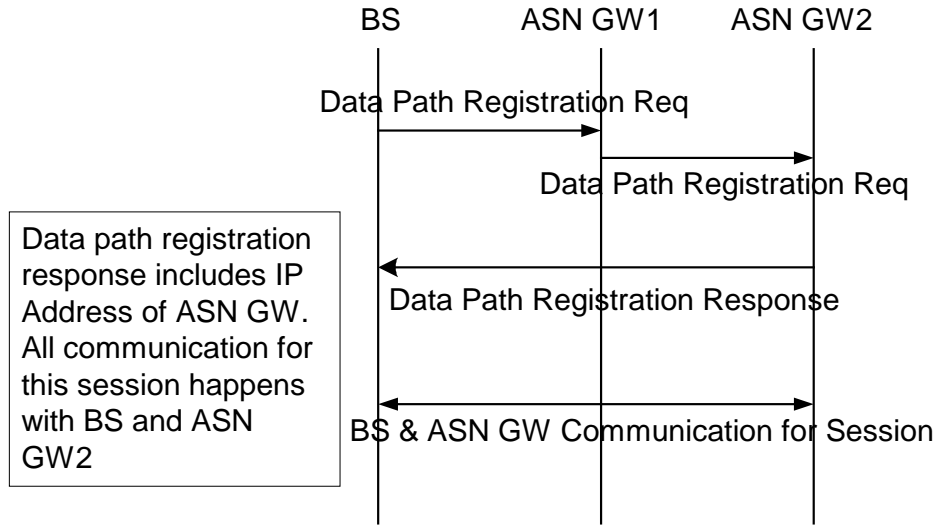 BS
ASN GW1
ASN GW2
Data Path Registration Req
Data Path Registration Req
Data path registration
response includes IP
Address of ASN GW.
All communication for
this session happens
with BS and ASN
GW2
Data Path Registration Response
BS & ASN GW Communication for Session